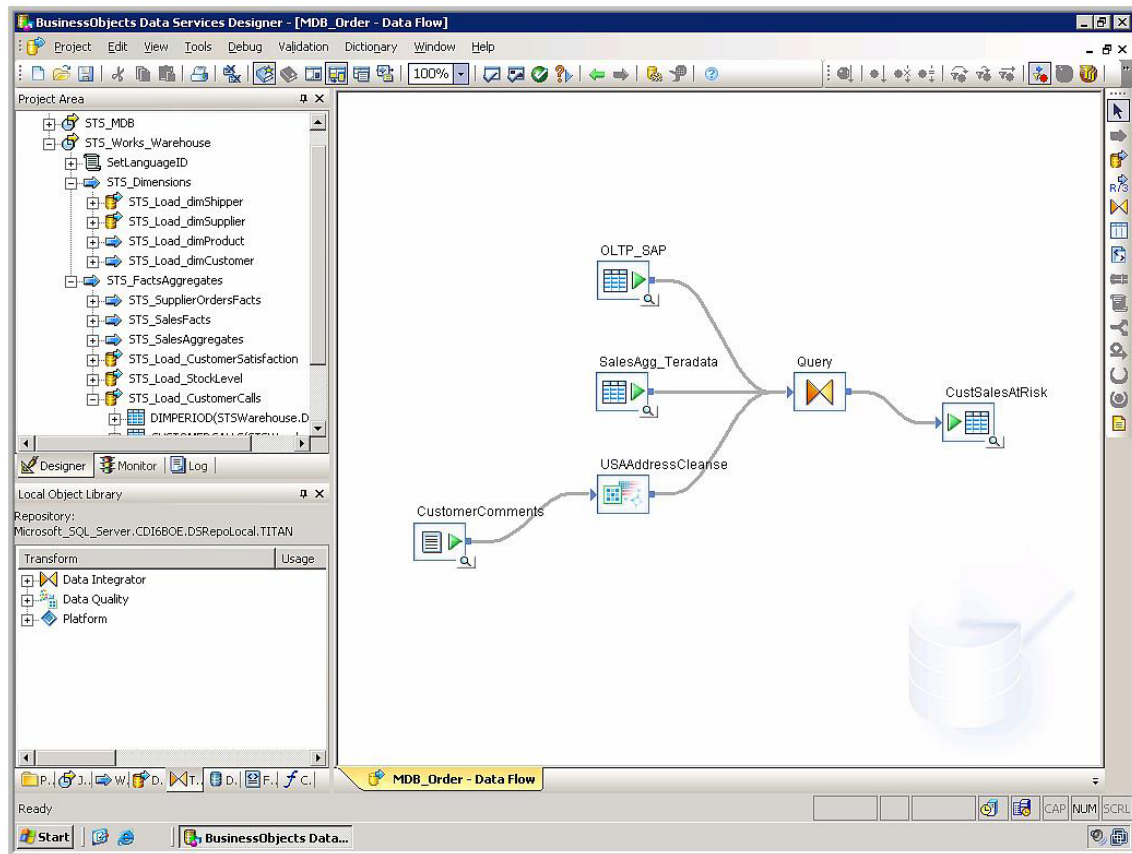 BusinessObjects Data Services Designer - [MDB_Order - Data Flow]
Project Edit View Tools Debug Validation Dictionary Window Help
100%
R/3
Project Area
STS_MDB
STS_Works_Warehouse
SetLanguageID
STS_Dimensions
STS_Load_dimShipper
STS_Load_dimSupplier
STS_Load_dimProduct
STS_Load_dimCustomer
STS_FactsAggregates
STS_SupplierOrdersFacts
STS_SalesFacts
STS_SalesAggregates
STS_Load_CustomerSatisfaction
STS_Load_StockLevel
STS_Load_CustomerCalls
DIMPERIOD(STSWarehouse.D
Designer Monitor Log
Local Object Library
Repository:
Microsoft_SQL_Server.CDI6BOE.DSRepoLocal.TITAN
Transform Usage
Data Integrator
Data Quality
Platform
P.. J.. W. D. T.. D.. F.. C.
OLTP_SAP
SalesAgg_Teradata
Query
CustSalesAtRisk
USAAddressCleanse
CustomerComments
MDB_Order - Data Flow
Ready
CAP NUM SCRL
Start
BusinessObjects Data...